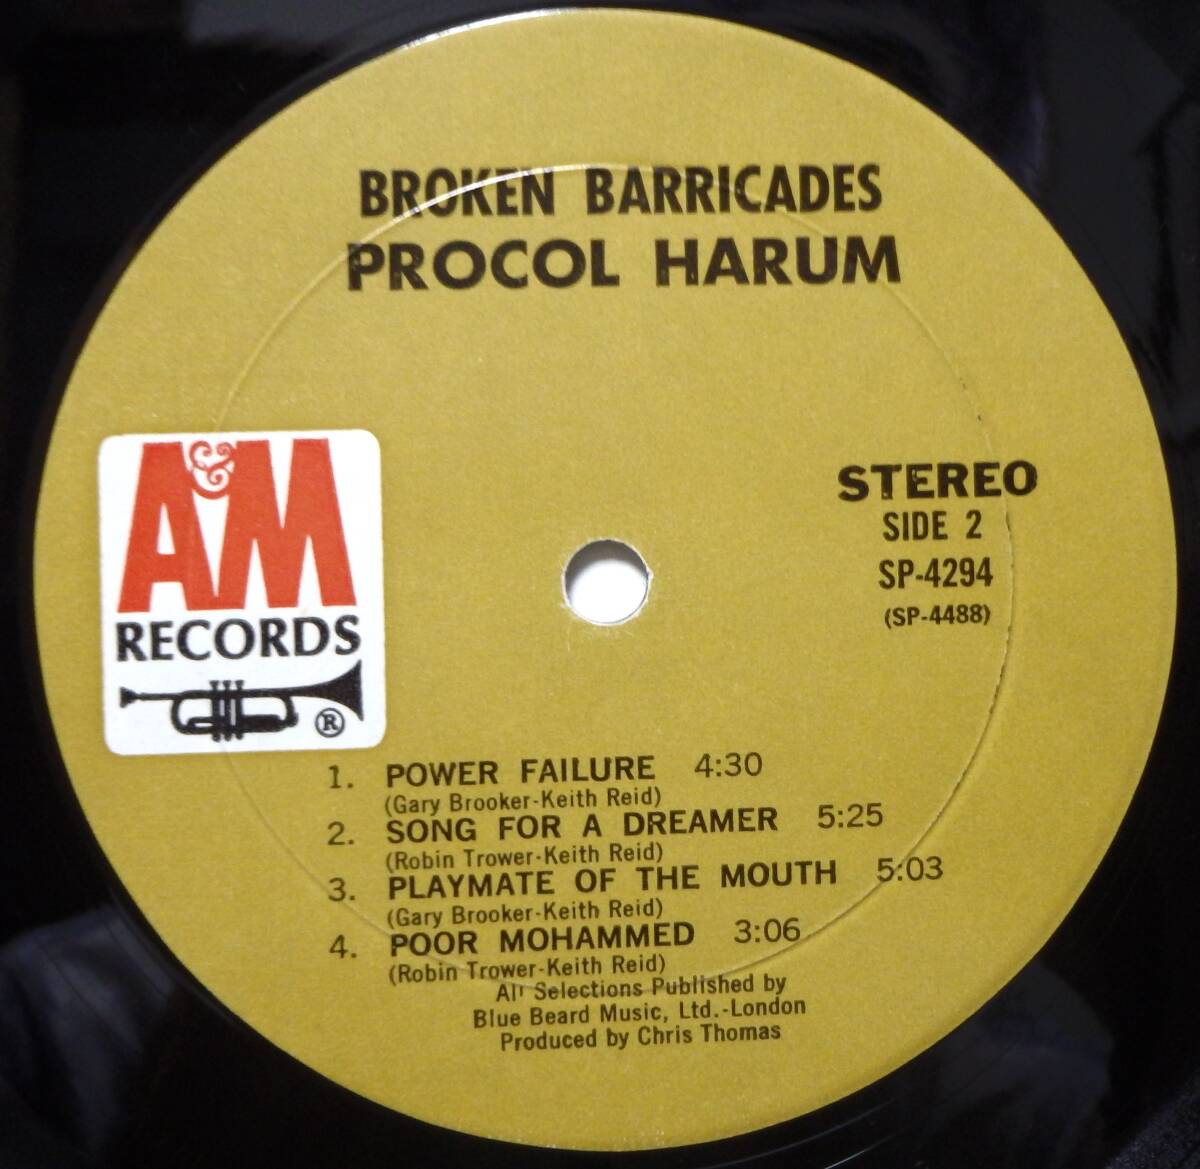 BROKEN BARRICADES
PROCOL HARUM
A&M
RECORDS
®
STEREO
SIDE 2
SP-4294
(SP-4488)
1. POWER FAILURE 4:30
(Gary Brooker-Keith Reid)
2. SONG FOR A DREAMER 5:25
(Robin Trower-Keith Reid)
3. PLAYMATE OF THE MOUTH 5:03
(Gary Brooker-Keith Reid)
4. POOR MOHAMMED 3:06
(Robin Trower-Keith Reid)
All Selections Published by
Blue Beard Music, Ltd.-London
Produced by Chris Thomas